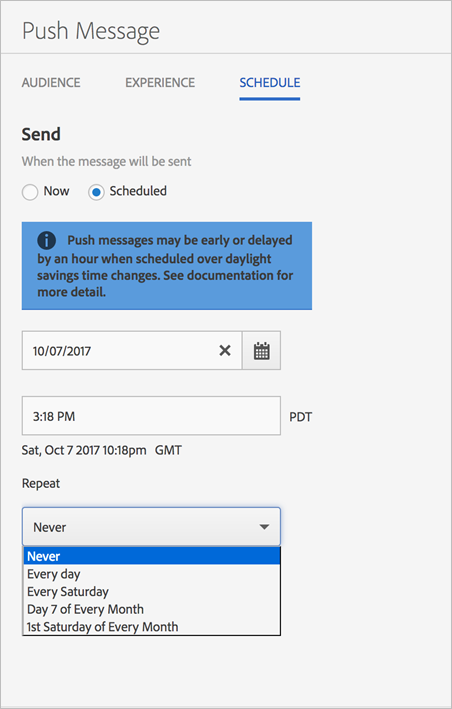 Push Message
AUDIENCE EXPERIENCE SCHEDULE
Send
When the message will be sent
Now Scheduled
Push messages may be early or delayed
by an hour when scheduled over daylight
savings time changes. See documentation for
more detail.
10/07/2017
3:18 PM PDT
Sat, Oct 7 2017 10:18pm GMT
Repeat
Never
Never
Every day
Every Saturday
Day 7 of Every Month
1st Saturday of Every Month